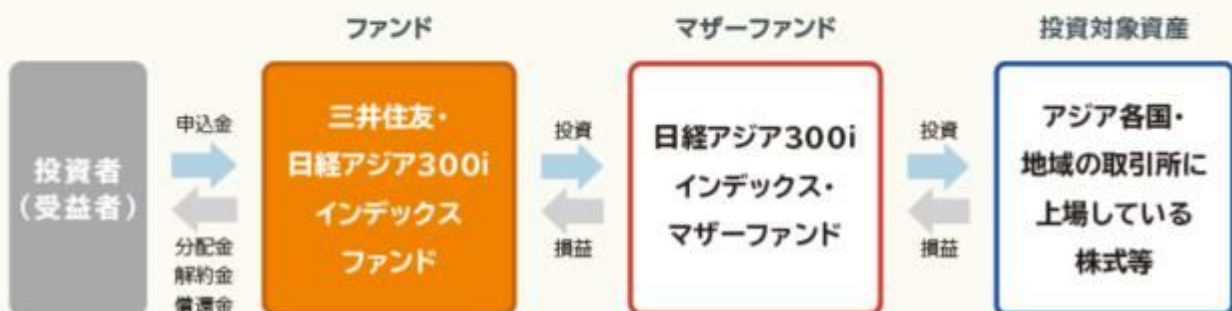 ファンド
マザーファンド
投資対象資産
投資者
（受益者）
申込金
分配金
解約金
償還金
三井住友・
日経アジア300i
インデックス
ファンド
投資
損益
日経アジア300i
インデックス・
マザーファンド
投資
損益
アジア各国・
地域の取引所に
上場している
株式等